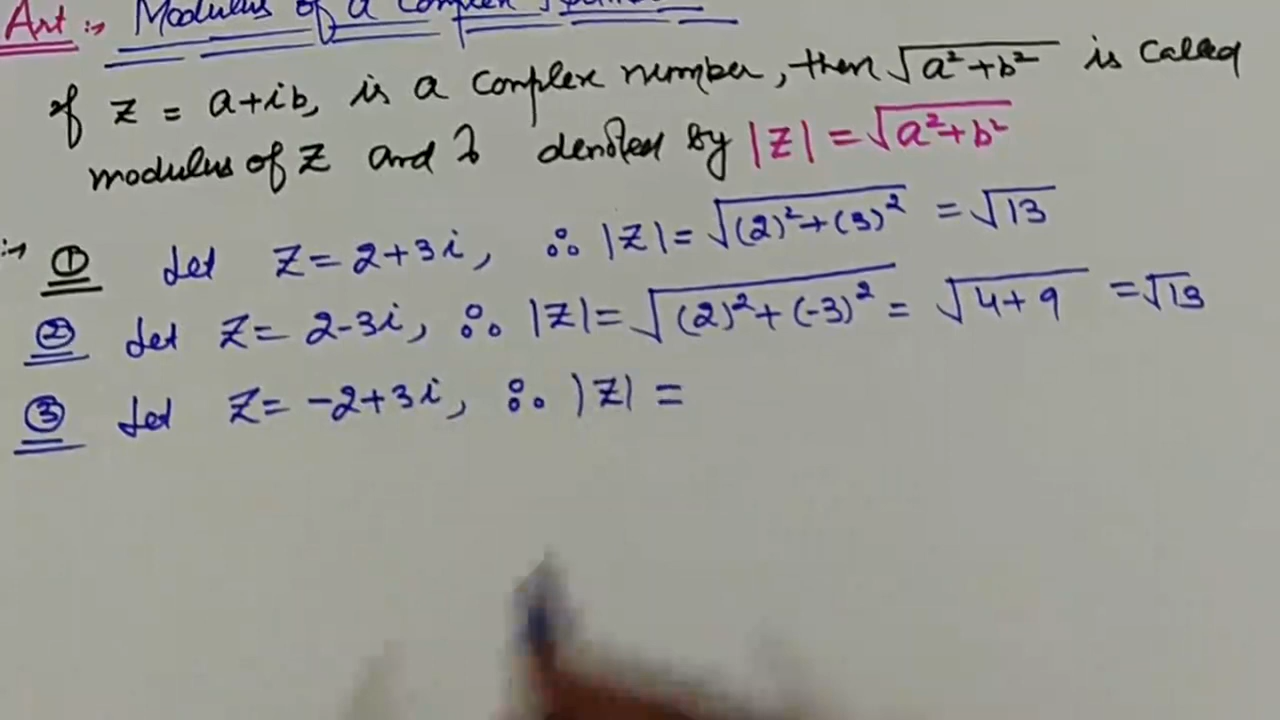 Art :- Modulus of a Complex
If z = a+ib, is a complex number, then √(a²+b²) is called
modulus of z and is denoted by |z| = √(a²+b²)
:→ ① Let z = 2+3i, ∴ |z| = √((2)²+(3)²) = √13
② Let z = 2-3i, ∴ |z| = √((2)²+(-3)²) = √(4+9) = √13
③ Let z = -2+3i, ∴ |z| =